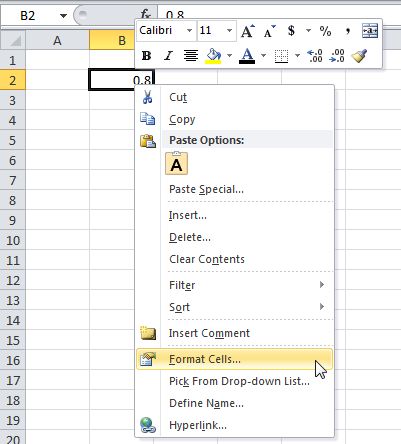 B2 fx 0.8
Calibri 11 A A $ % ,
B I A .00 .0
A B
1
2 0.8
3 Cut
4 Copy
5 Paste Options:
6 A
7 Paste Special...
8 Insert...
9 Delete...
10 Clear Contents
11
12 Filter
13 Sort
14 Insert Comment
15
16 Format Cells...
17 Pick From Drop-down List...
18 Define Name...
19 Hyperlink...
20